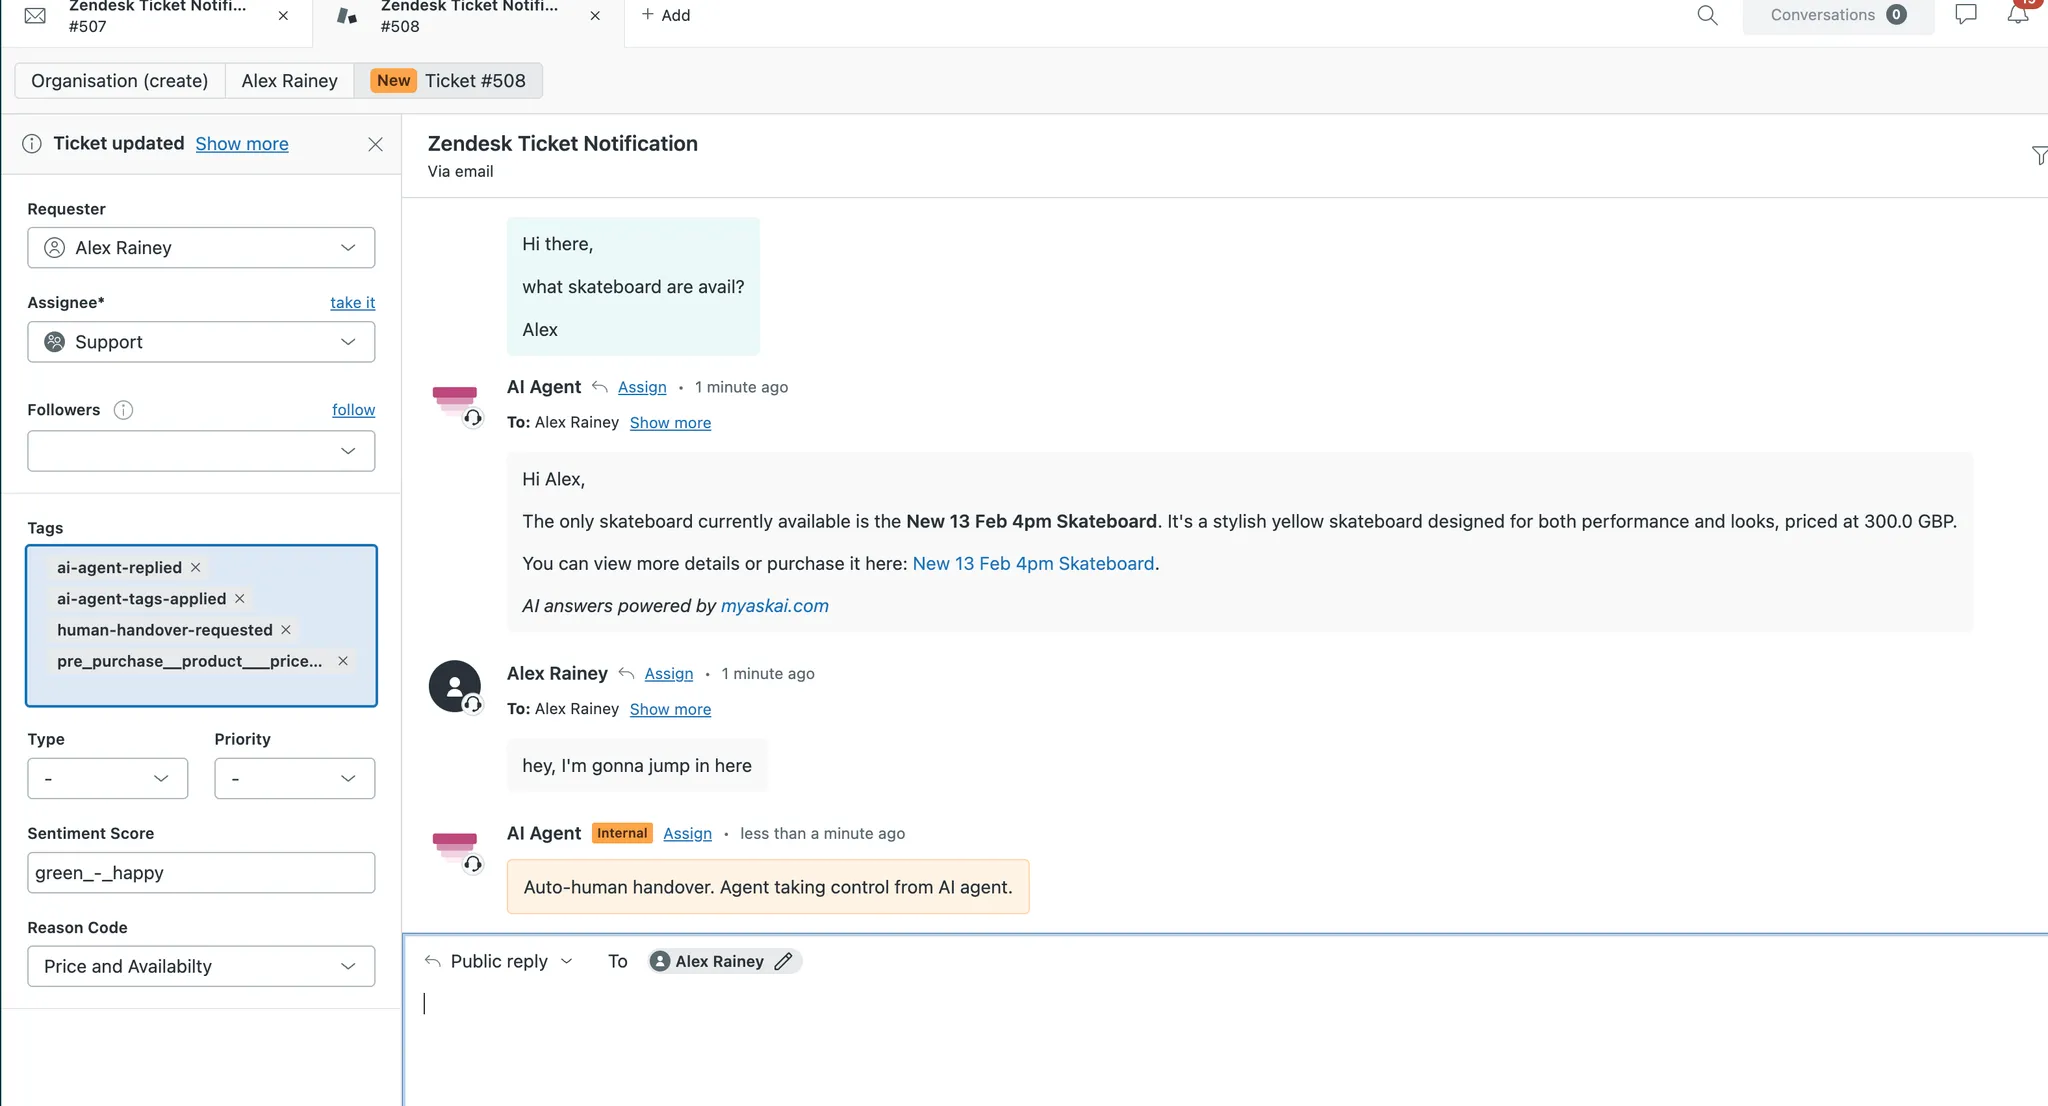 Zendesk Ticket Notifi...
#507
Zendesk Ticket Notifi...
#508
Add
Conversations 0
Organisation (create)
Alex Rainey
New Ticket #508
Ticket updated Show more
Requester
Alex Rainey
Assignee* take it
Support
Followers follow
Tags
ai-agent-replied
ai-agent-tags-applied
human-handover-requested
pre_purchase__product___price...
Type Priority
- -
Sentiment Score
green_-_happy
Reason Code
Price and Availabilty
Zendesk Ticket Notification
Via email
Hi there,
what skateboard are avail?
Alex
AI Agent Assign • 1 minute ago
To: Alex Rainey Show more
Hi Alex,
The only skateboard currently available is the New 13 Feb 4pm Skateboard. It's a stylish yellow skateboard designed for both performance and looks, priced at 300.0 GBP.
You can view more details or purchase it here: New 13 Feb 4pm Skateboard.
AI answers powered by myaskai.com
Alex Rainey Assign • 1 minute ago
To: Alex Rainey Show more
hey, I'm gonna jump in here
AI Agent Internal Assign • less than a minute ago
Auto-human handover. Agent taking control from AI agent.
Public reply To Alex Rainey